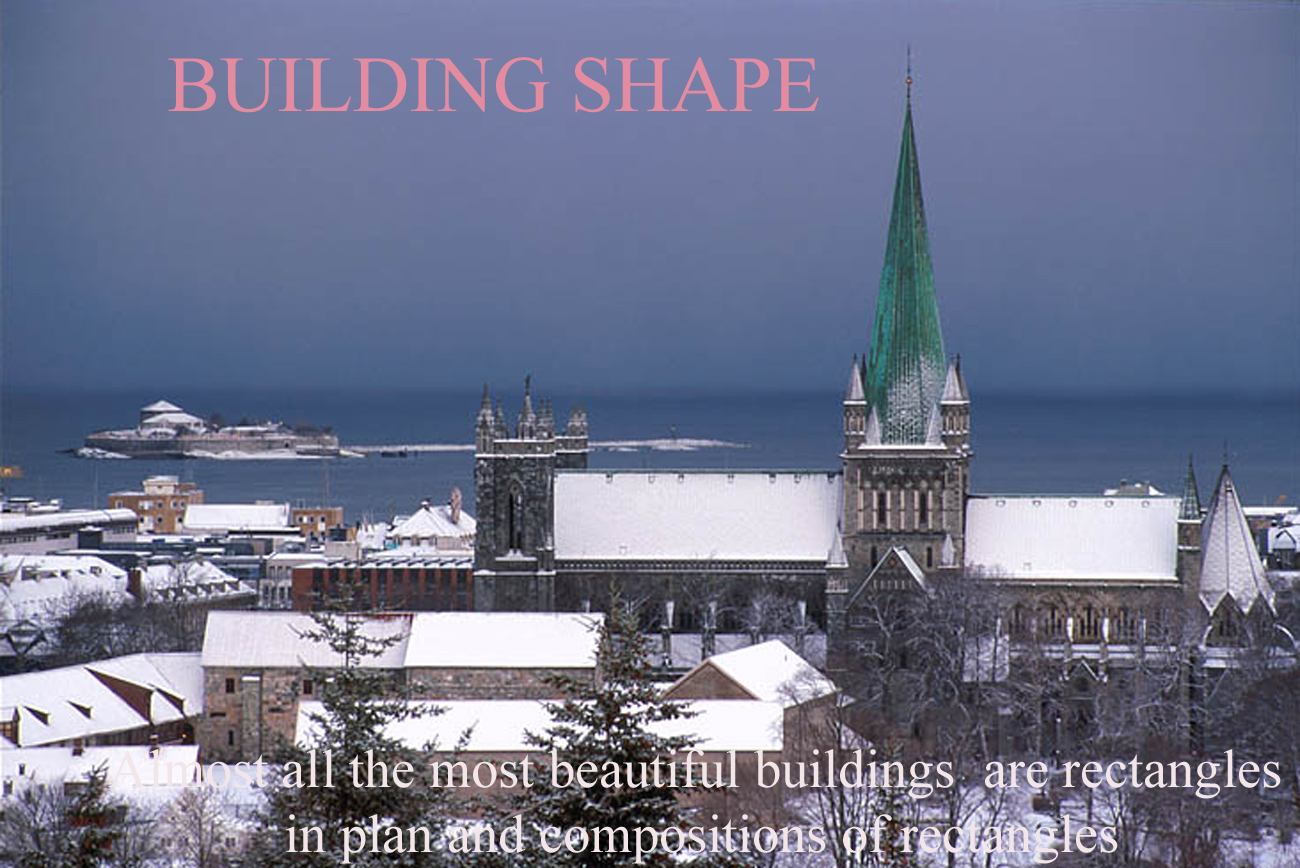 BUILDING SHAPE
Almost all the most beautiful buildings are rectangles
in plan and compositions of rectangles